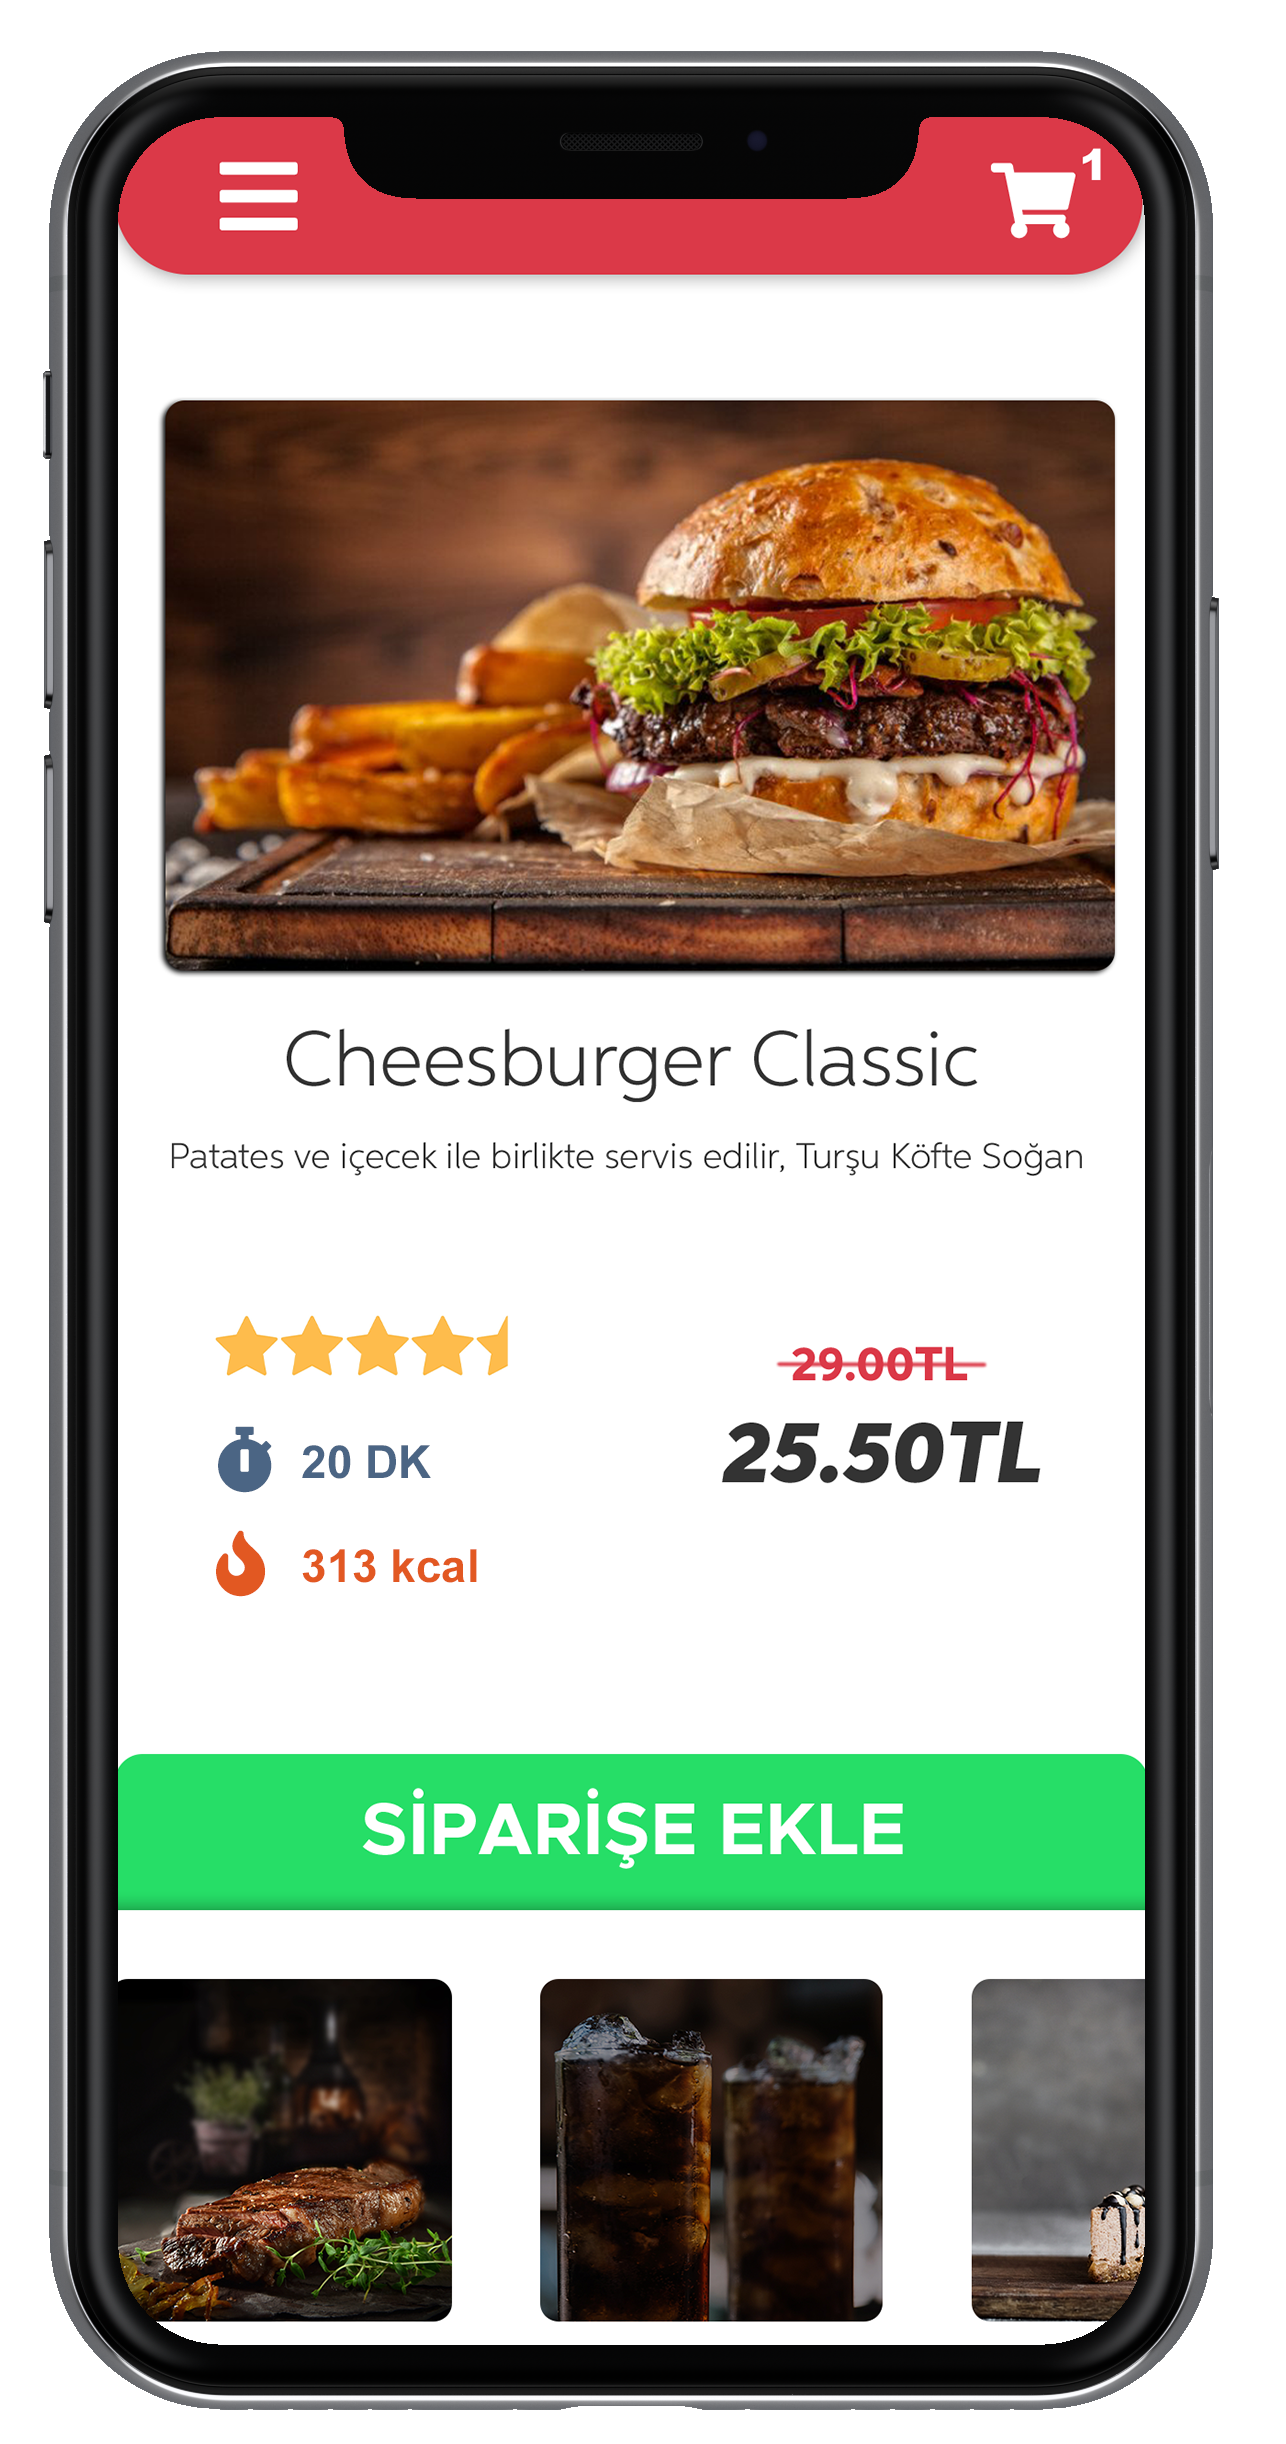 1
Cheesburger Classic
Patates ve içecek ile birlikte servis edilir, Turşu Köfte Soğan
29.00TL
20 DK
25.50TL
313 kcal
SİPARİŞE EKLE